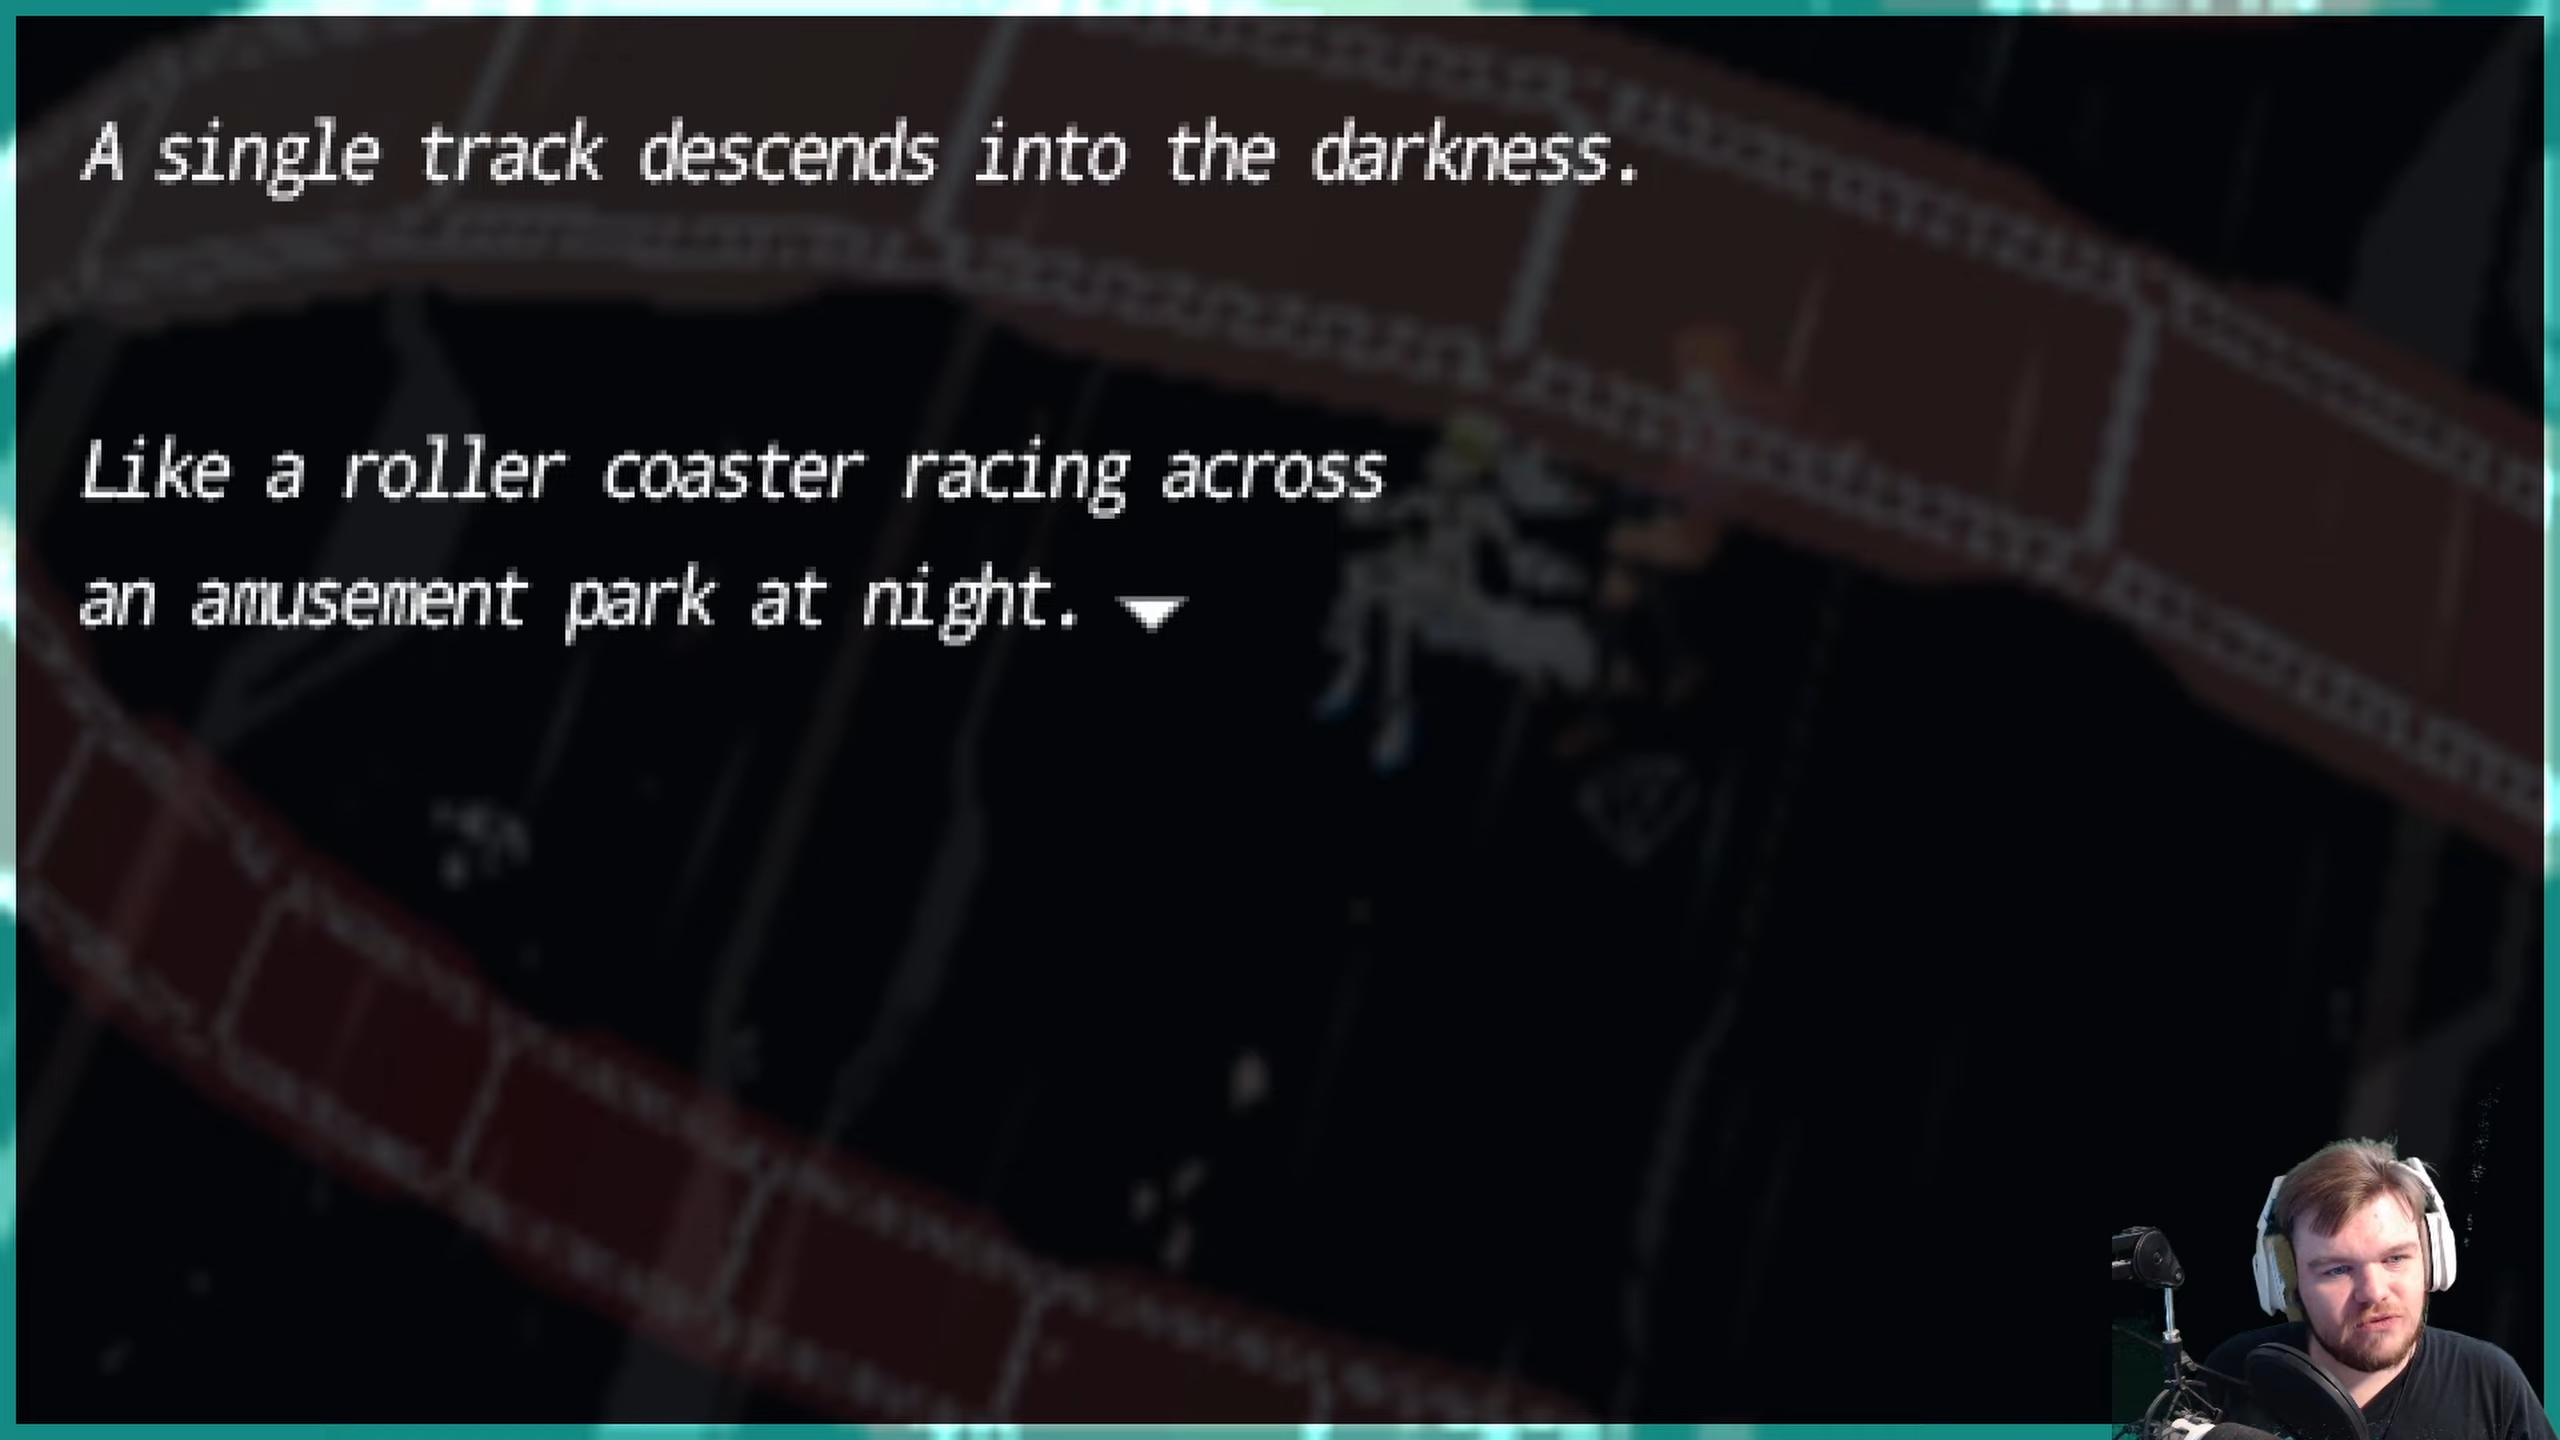 A single track descends into the darkness.
Like a roller coaster racing across
an amusement park at night.